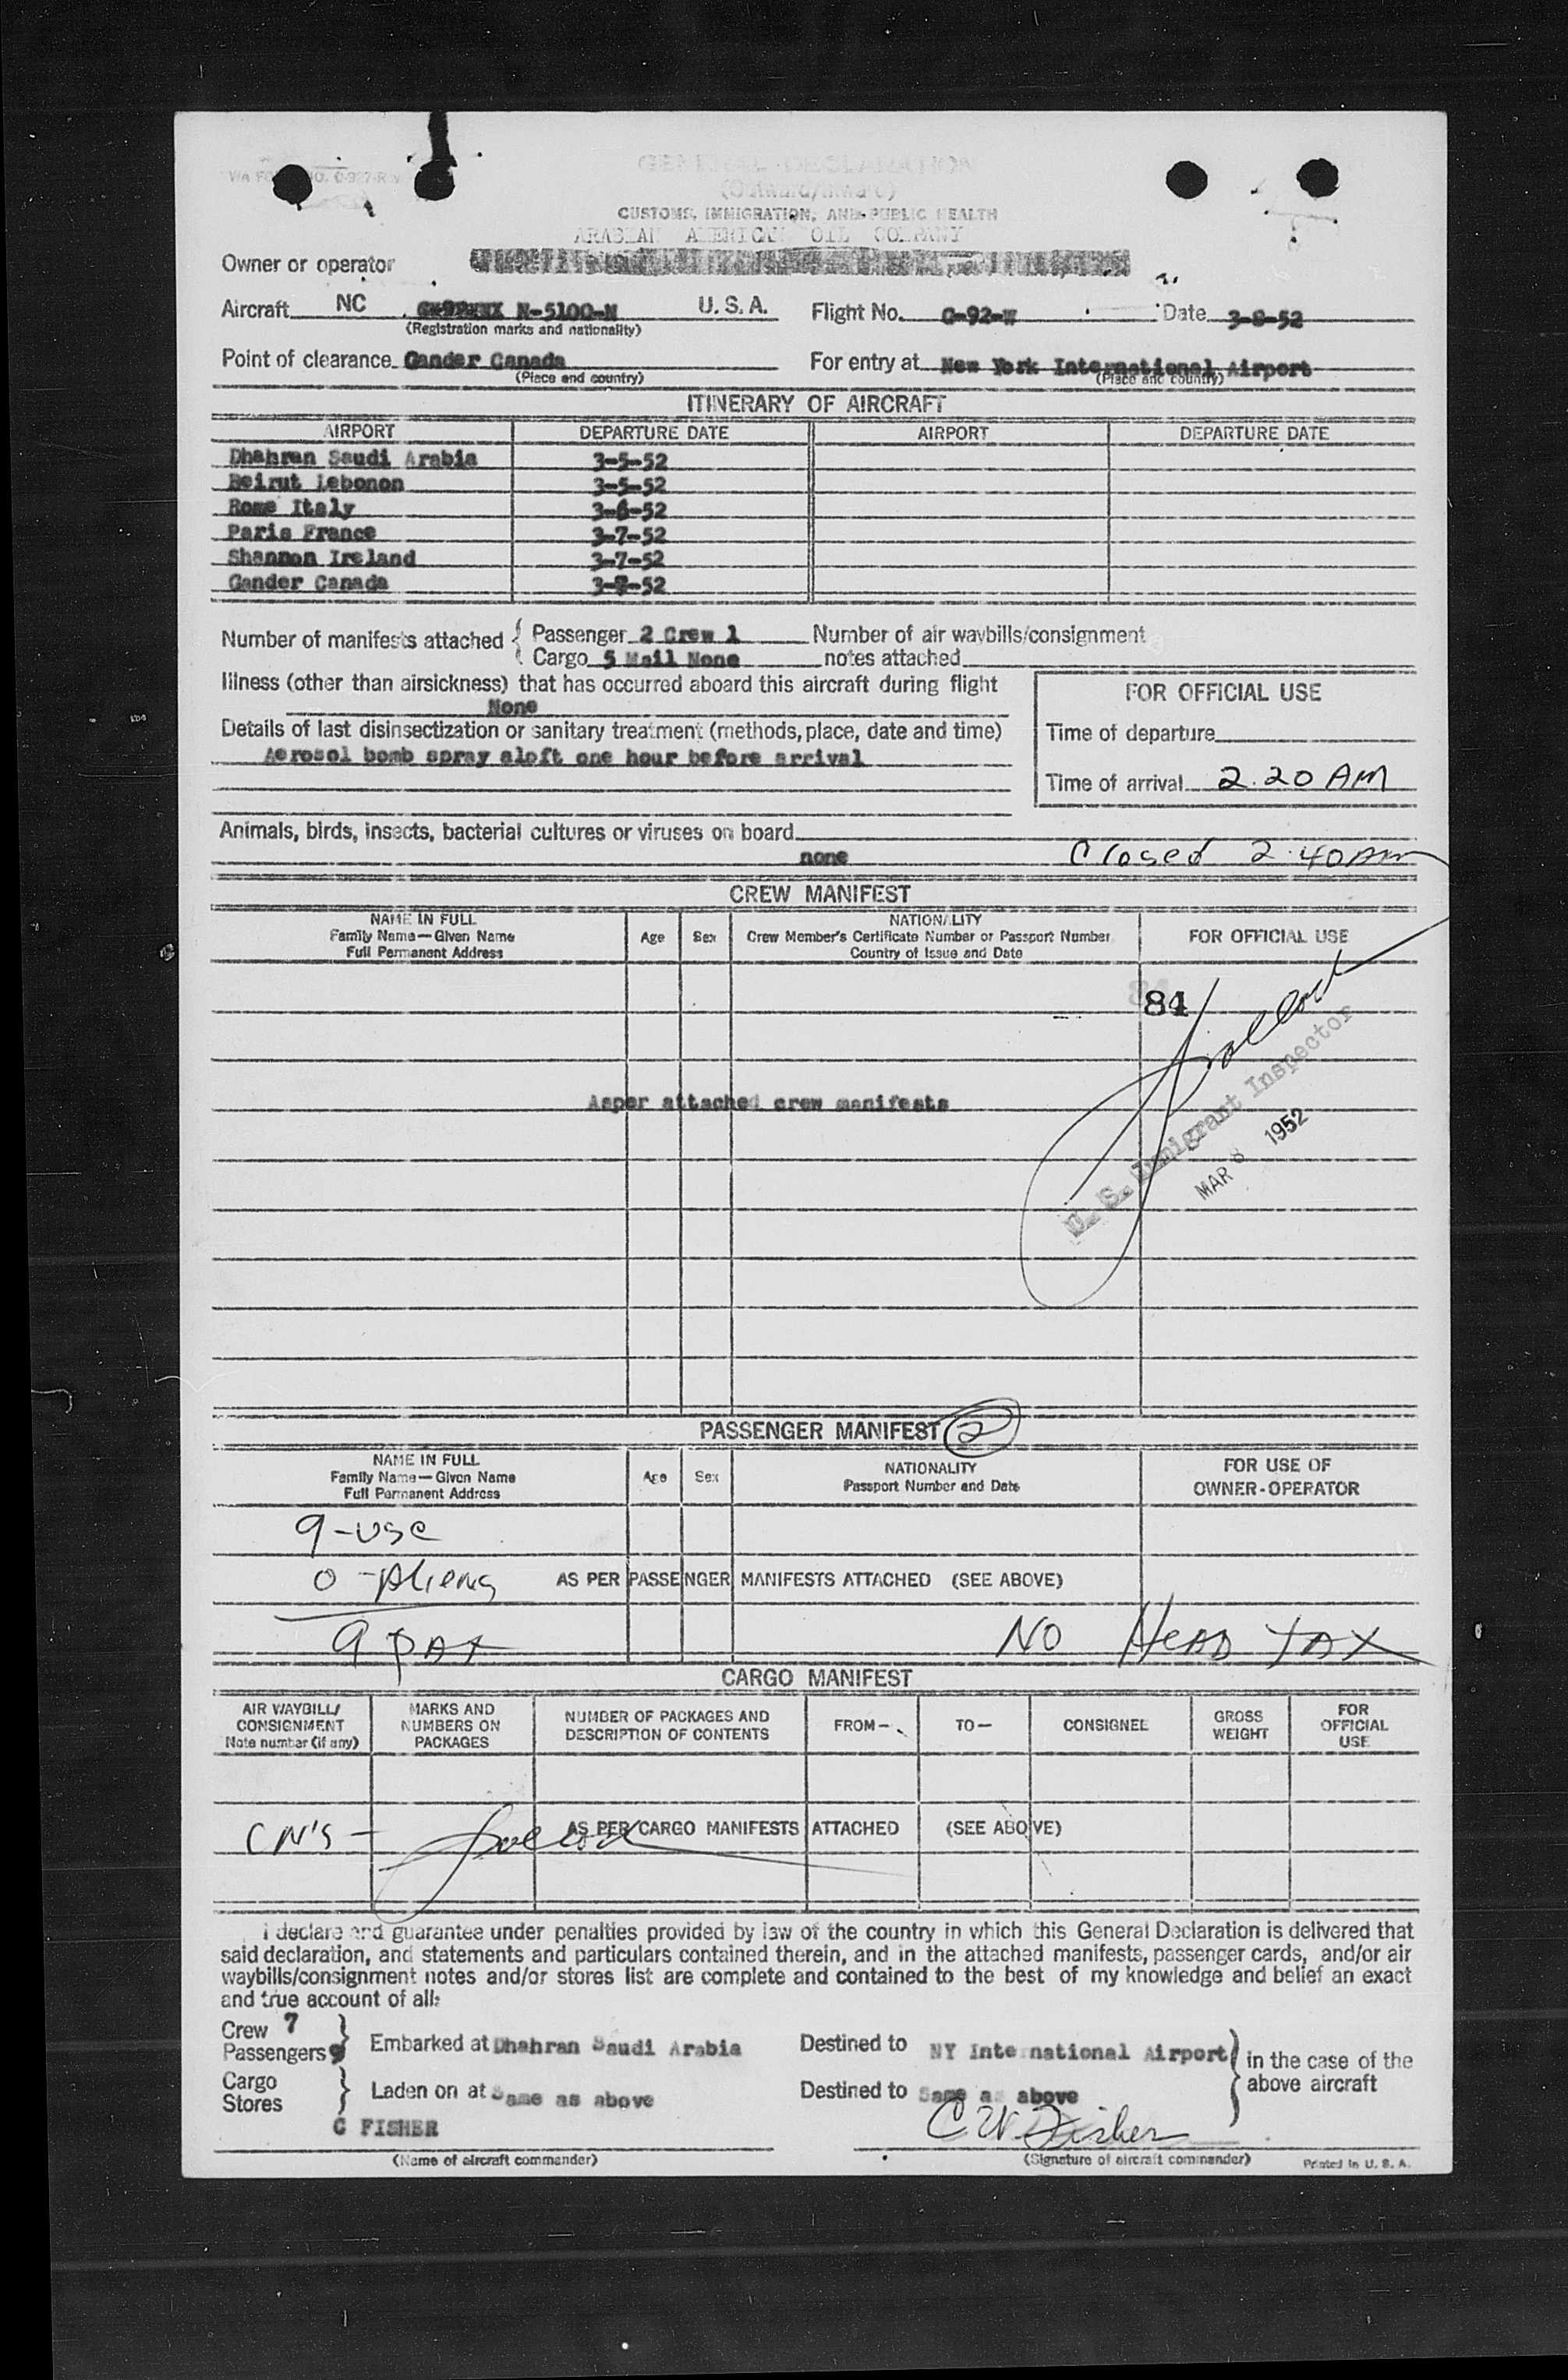 GENERAL DECLARATION
(Outward/Inward)
CUSTOMS, IMMIGRATION, AND PUBLIC HEALTH
ARABIAN AMERICAN OIL COMPANY
Owner or operator
Aircraft NC N-5100-N U.S.A. Flight No. G-92-W Date 3-8-52
(Registration marks and nationality)
Point of clearance Gander Canada For entry at New York International Airport
(Place and country) (Place and country)
ITINERARY OF AIRCRAFT
AIRPORT DEPARTURE DATE AIRPORT DEPARTURE DATE
Dhahran Saudi Arabia 3-5-52
Beirut Lebonon 3-5-52
Rome Italy 3-6-52
Paris France 3-7-52
Shannon Ireland 3-7-52
Gander Canada
Number of manifests attached { Passenger 2 Crew 1 Number of air waybills/consignment
Cargo 5 Mail None notes attached
Illness (other than airsickness) that has occurred aboard this aircraft during flight
None
FOR OFFICIAL USE
Details of last disinsectization or sanitary treatment (methods, place, date and time)
Aerosol bomb spray aloft one hour before arrival
Time of departure
Time of arrival 2.20 AM
Animals, birds, insects, bacterial cultures or viruses on board
none Closed 2.40AM
CREW MANIFEST
NAME IN FULL
Family Name—Given Name
Full Permanent Address
Age Sex
NATIONALITY
Crew Member's Certificate Number or Passport Number
Country of Issue and Date
FOR OFFICIAL USE
84
Asper attached crew manifests
U. S. Immigrant Inspector
MAR 8 1952
PASSENGER MANIFEST 2
NAME IN FULL
Family Name—Given Name
Full Permanent Address
Age Sex
NATIONALITY
Passport Number and Date
FOR USE OF
OWNER-OPERATOR
9-USC
0-Aliens AS PER PASSENGER MANIFESTS ATTACHED (SEE ABOVE)
9 PAX NO HEAD TAX
CARGO MANIFEST
AIR WAYBILL/
CONSIGNMENT
Note number (if any)
MARKS AND
NUMBERS ON
PACKAGES
NUMBER OF PACKAGES AND
DESCRIPTION OF CONTENTS
FROM— TO— CONSIGNEE
GROSS
WEIGHT
FOR
OFFICIAL
USE
CN'S — AS PER CARGO MANIFESTS ATTACHED (SEE ABOVE)
I declare and guarantee under penalties provided by law of the country in which this General Declaration is delivered that
said declaration, and statements and particulars contained therein, and in the attached manifests, passenger cards, and/or air
waybills/consignment notes and/or stores list are complete and contained to the best of my knowledge and belief an exact
and true account of all:
Crew 7
Passengers 9 } Embarked at Dhahran Saudi Arabia Destined to NY International Airport } in the case of the
above aircraft
Cargo
Stores } Laden on at Same as above Destined to Same as above
C FISHER C W Fisher
(Name of aircraft commander) (Signature of aircraft commander) Printed in U. S. A.